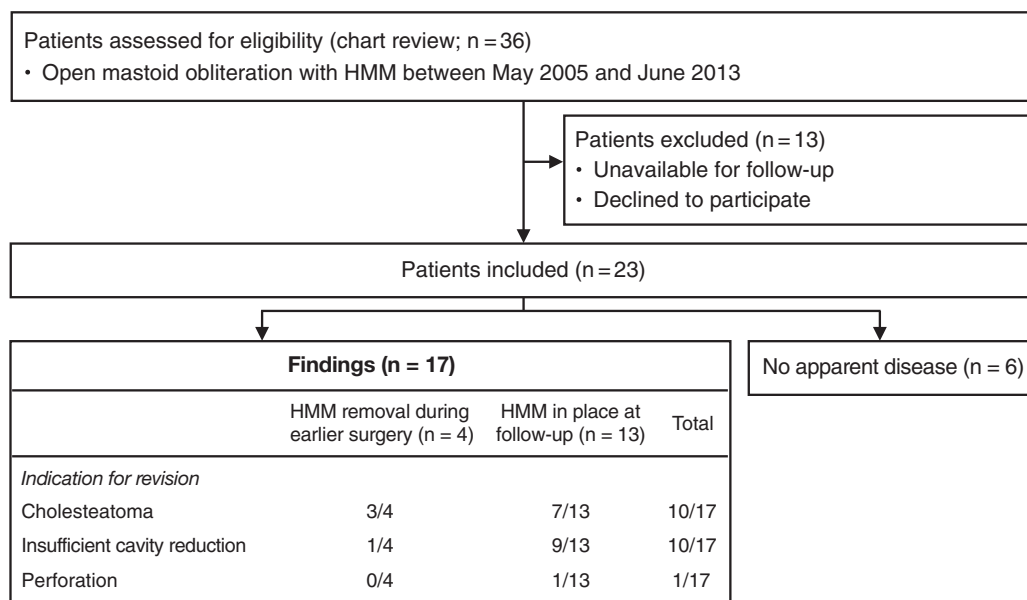 Patients assessed for eligibility (chart review; n = 36)
• Open mastoid obliteration with HMM between May 2005 and June 2013
Patients excluded (n = 13)
• Unavailable for follow-up
• Declined to participate
Patients included (n = 23)
Findings (n = 17)
HMM removal during earlier surgery (n = 4)
HMM in place at follow-up (n = 13)
Total
Indication for revision
Cholesteatoma 3/4 7/13 10/17
Insufficient cavity reduction 1/4 9/13 10/17
Perforation 0/4 1/13 1/17
No apparent disease (n = 6)